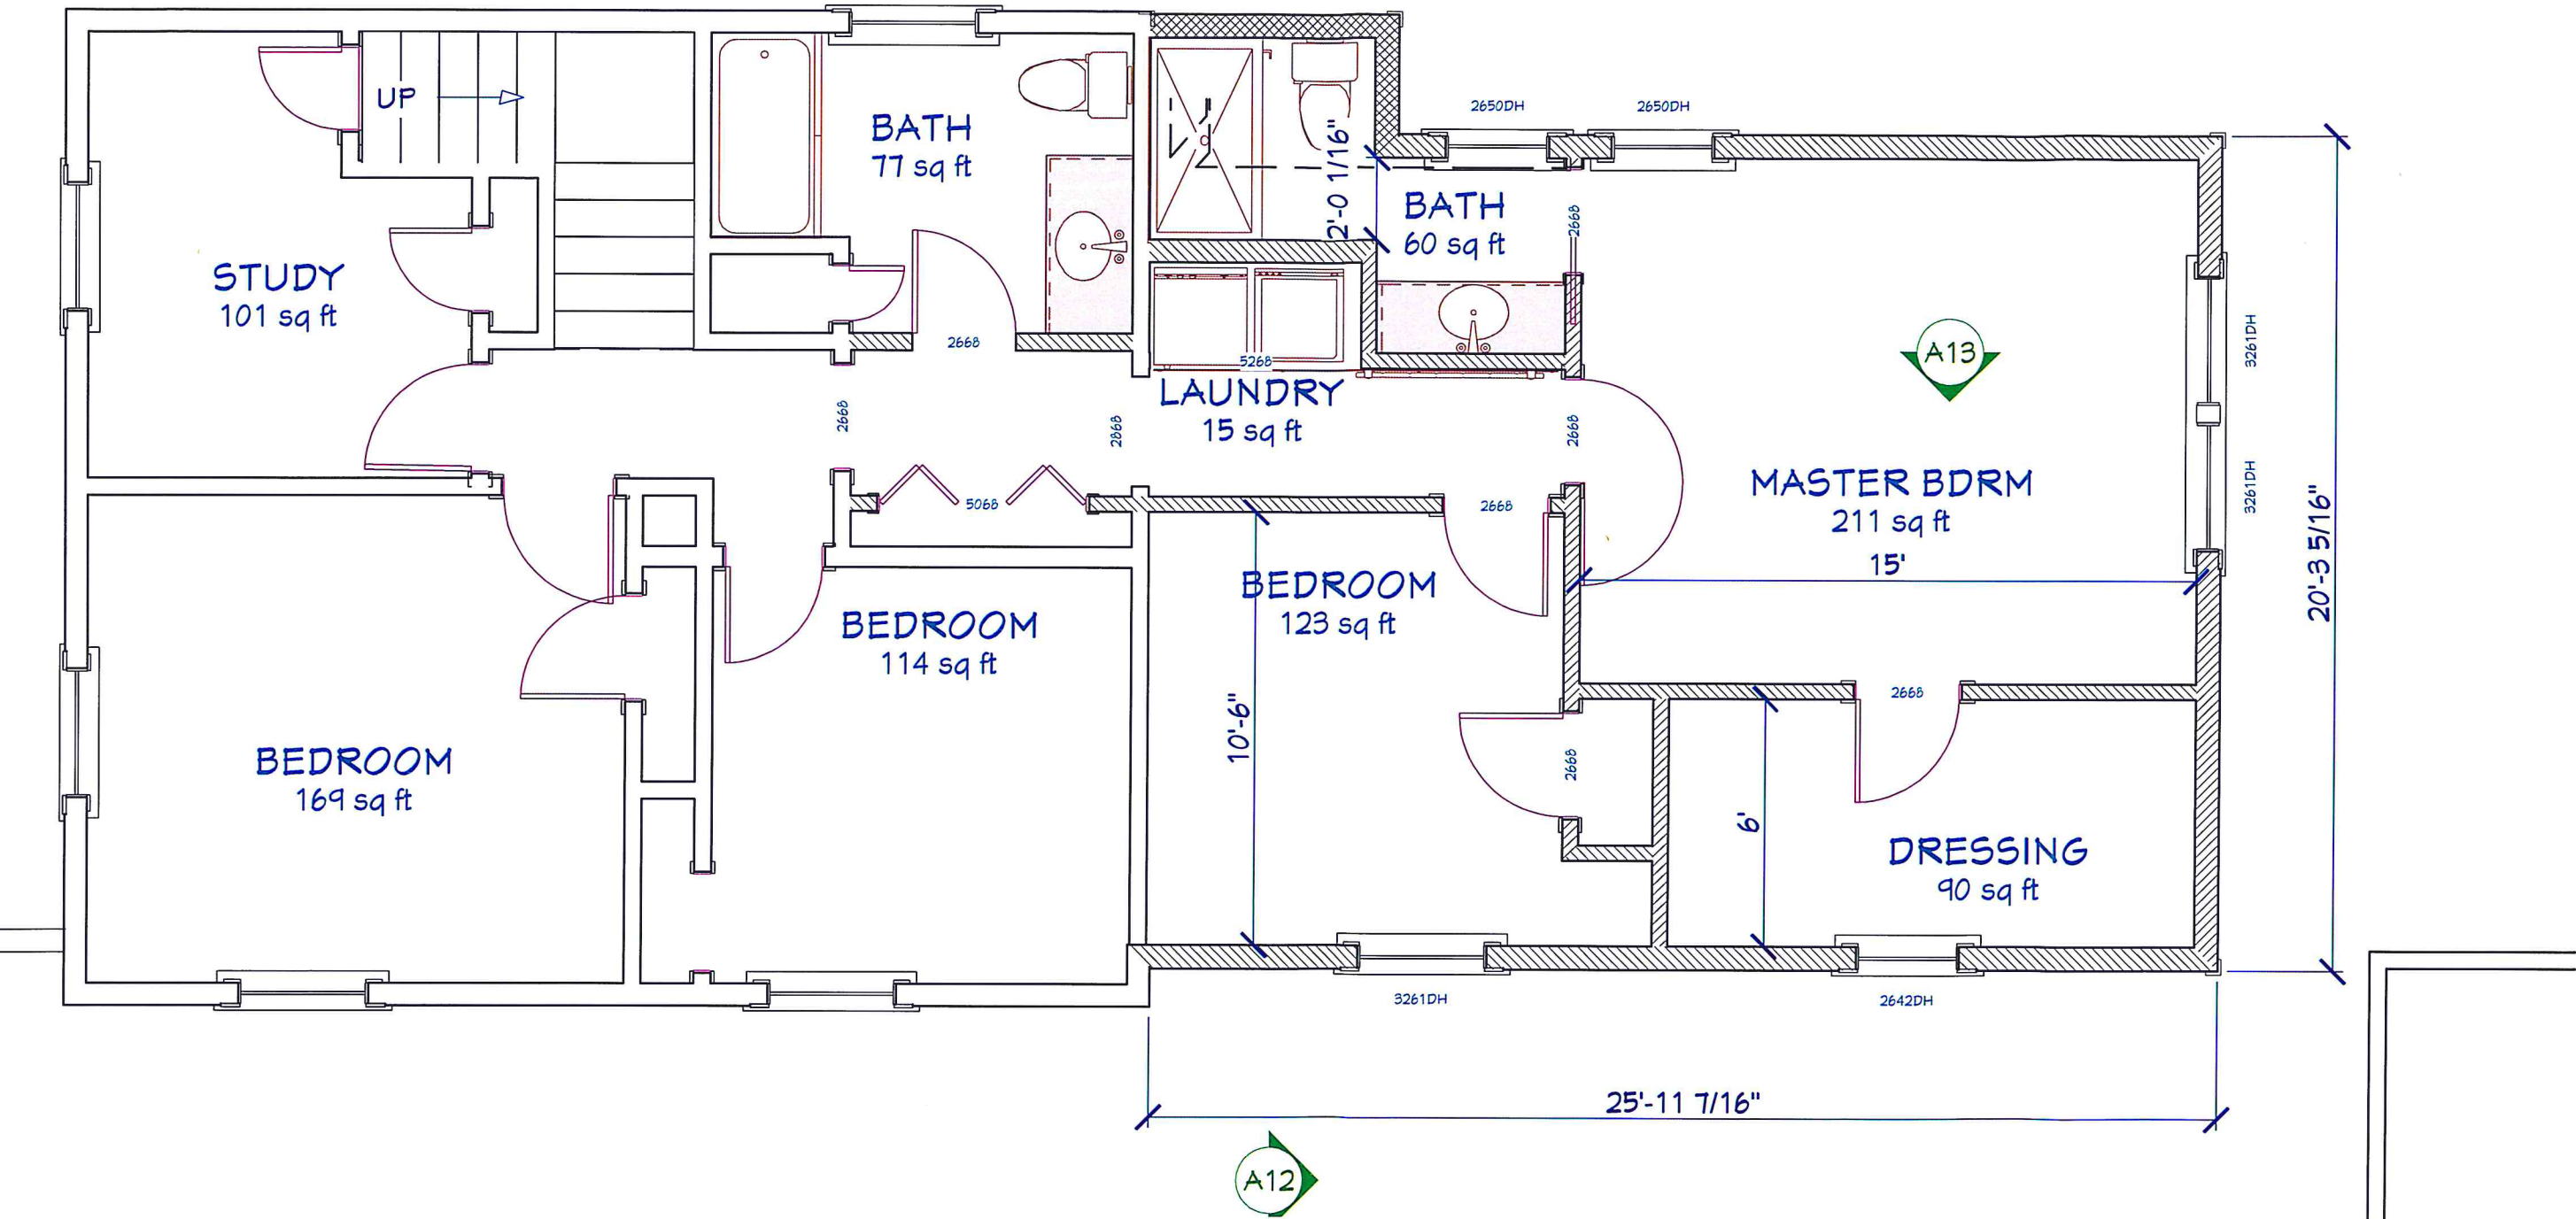 2650DH
2650DH
UP
BATH
77 sq ft
2'-0 1/16"
BATH
60 sq ft
2668
STUDY
101 sq ft
2668
5268
LAUNDRY
15 sq ft
2668
2868
2668
A13
3261DH
3261DH
MASTER BDRM
211 sq ft
15'
20'-3 5/16"
5068
2668
BEDROOM
123 sq ft
BEDROOM
114 sq ft
10'-6"
2668
2668
BEDROOM
169 sq ft
6'
DRESSING
90 sq ft
3261DH
2642DH
25'-11 7/16"
A12